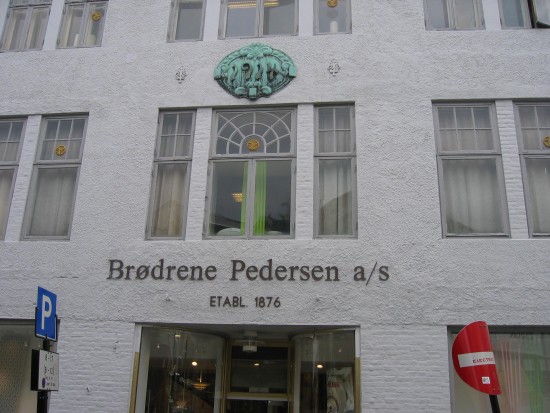 Brødrene Pedersen a/s
ETABL. 1876
P